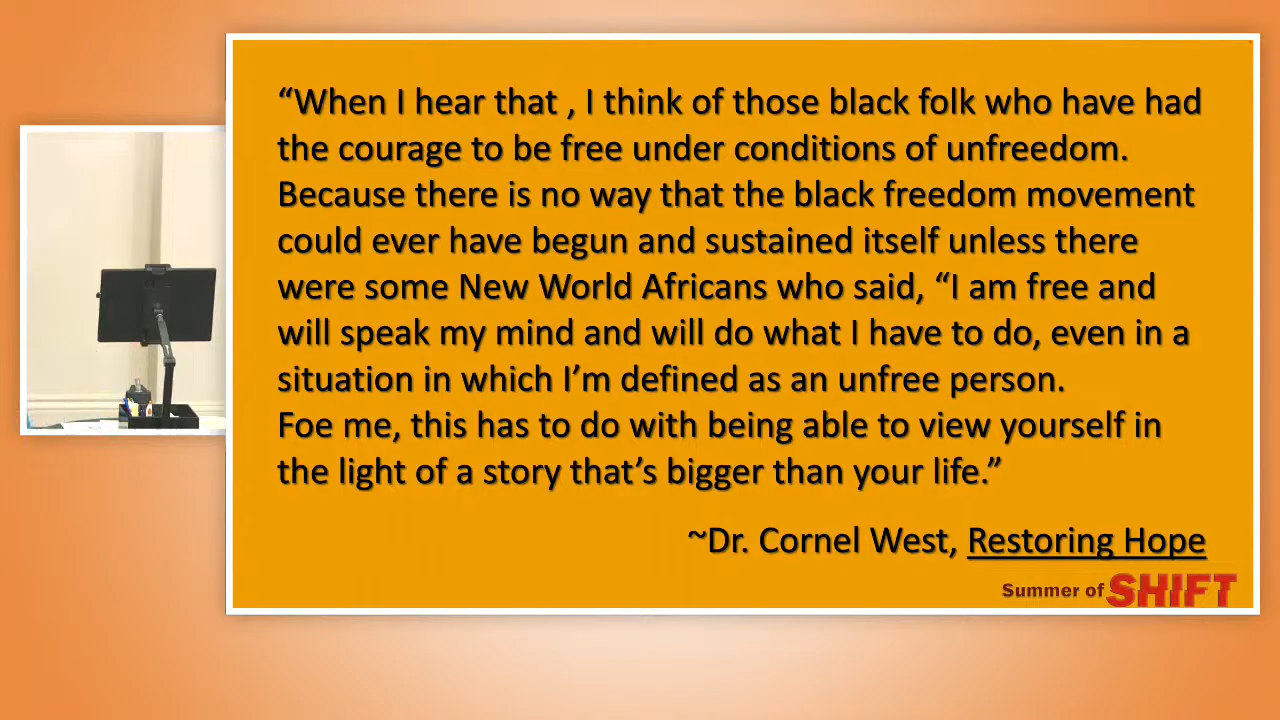 “When I hear that , I think of those black folk who have had
the courage to be free under conditions of unfreedom.
Because there is no way that the black freedom movement
could ever have begun and sustained itself unless there
were some New World Africans who said, “I am free and
will speak my mind and will do what I have to do, even in a
situation in which I’m defined as an unfree person.
Foe me, this has to do with being able to view yourself in
the light of a story that’s bigger than your life.”
~Dr. Cornel West, Restoring Hope
Summer of SHIFT